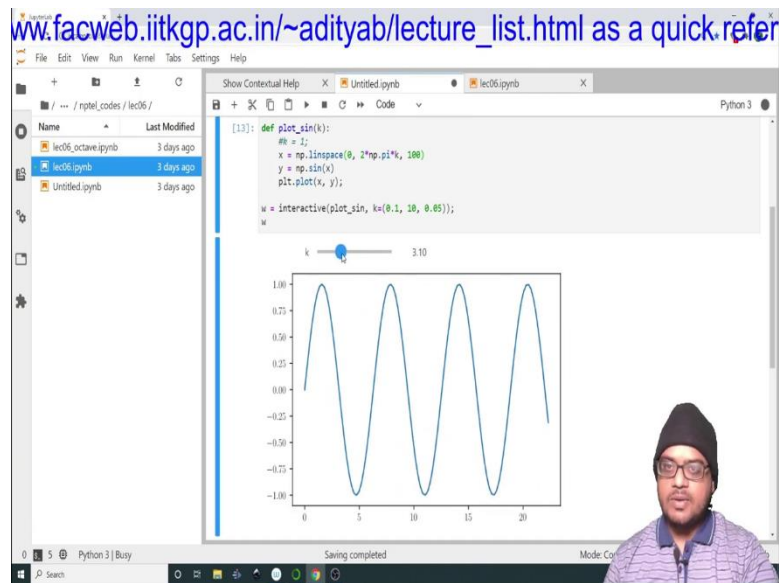 JupyterLab
ww.facweb.iitkgp.ac.in/~adityab/lecture_list.html as a quick refer
File Edit View Run Kernel Tabs Settings Help
Show Contextual Help Untitled.ipynb lec06.ipynb
/ ··· / nptel_codes / lec06 /
Code
Python 3
Name Last Modified
lec06_octave.ipynb 3 days ago
lec06.ipynb 3 days ago
Untitled.ipynb 3 days ago
[13]: def plot_sin(k):
#k = 1;
x = np.linspace(0, 2*np.pi*k, 100)
y = np.sin(x)
plt.plot(x, y);
w = interactive(plot_sin, k=(0.1, 10, 0.05));
w
k 3.10
1.00
0.75
0.50
0.25
0.00
−0.25
−0.50
−0.75
−1.00
0 5 10 15 20
0 5 Python 3 | Busy Saving completed Mode:
Search